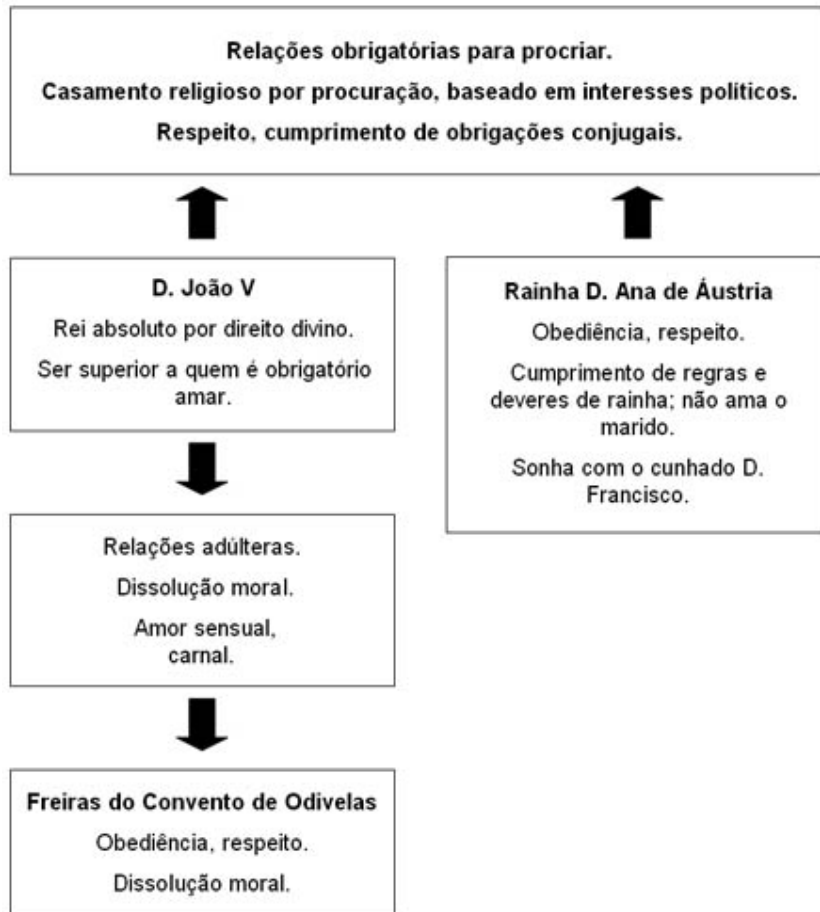 Relações obrigatórias para procriar.
Casamento religioso por procuração, baseado em interesses políticos.
Respeito, cumprimento de obrigações conjugais.
D. João V
Rei absoluto por direito divino.
Ser superior a quem é obrigatório
amar.
Rainha D. Ana de Áustria
Obediência, respeito.
Cumprimento de regras e
deveres de rainha; não ama o
marido.
Sonha com o cunhado D.
Francisco.
Relações adúlteras.
Dissolução moral.
Amor sensual,
carnal.
Freiras do Convento de Odivelas
Obediência, respeito.
Dissolução moral.